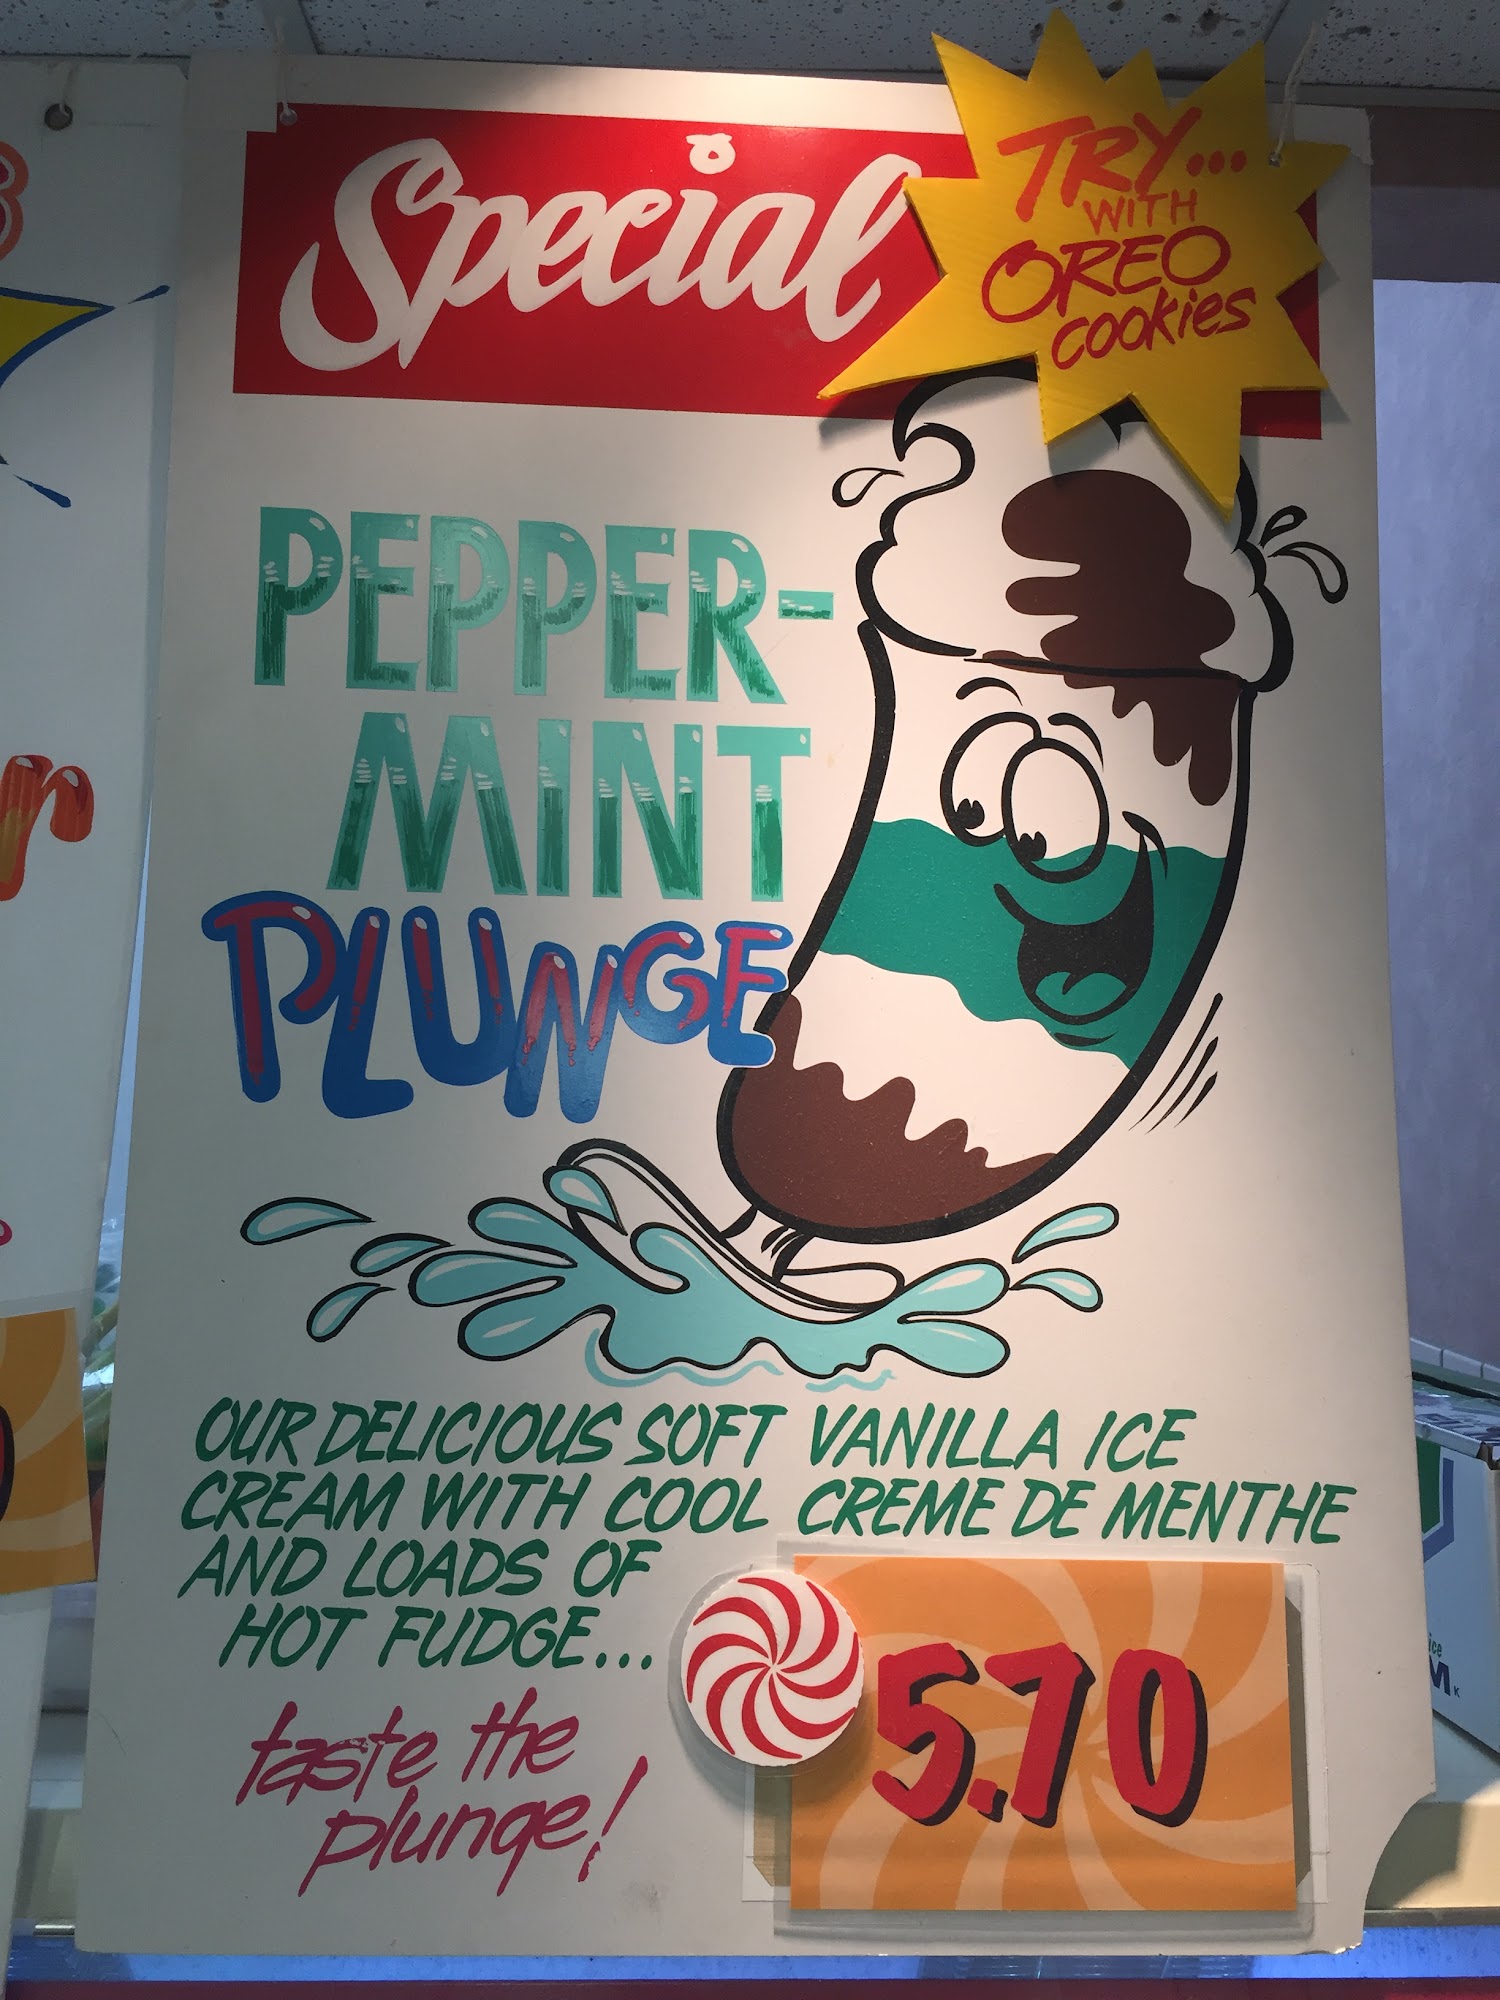 Special
TRY...
WITH
OREO
cookies
PEPPER-
MINT
PLUNGE
OUR DELICIOUS SOFT VANILLA ICE
CREAM WITH COOL CREME DE MENTHE
AND LOADS OF
HOT FUDGE...
taste the
plunge!
5.70
r
ice